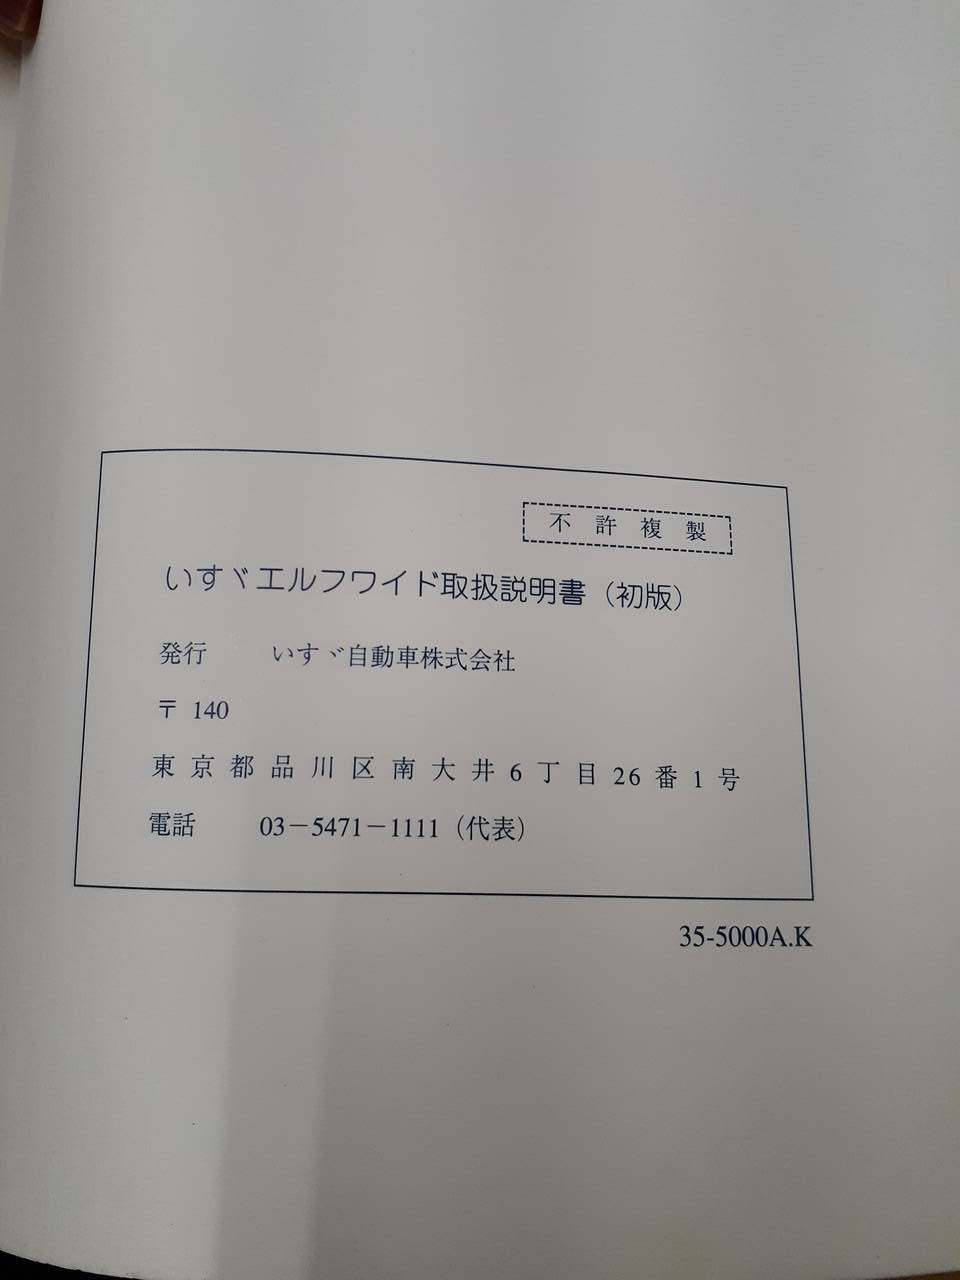 不許複製
いすゞエルフワイド取扱説明書（初版）
発行 いすゞ自動車株式会社
〒 140
東京都品川区南大井6丁目26番1号
電話 03－5471－1111（代表）
35-5000A.K